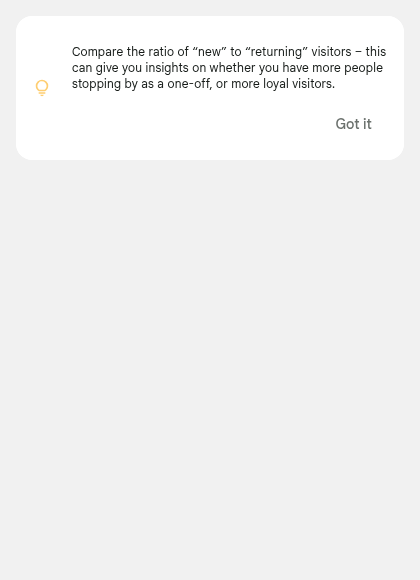 Compare the ratio of “new” to “returning” visitors – this
can give you insights on whether you have more people
stopping by as a one-off, or more loyal visitors.
Got it